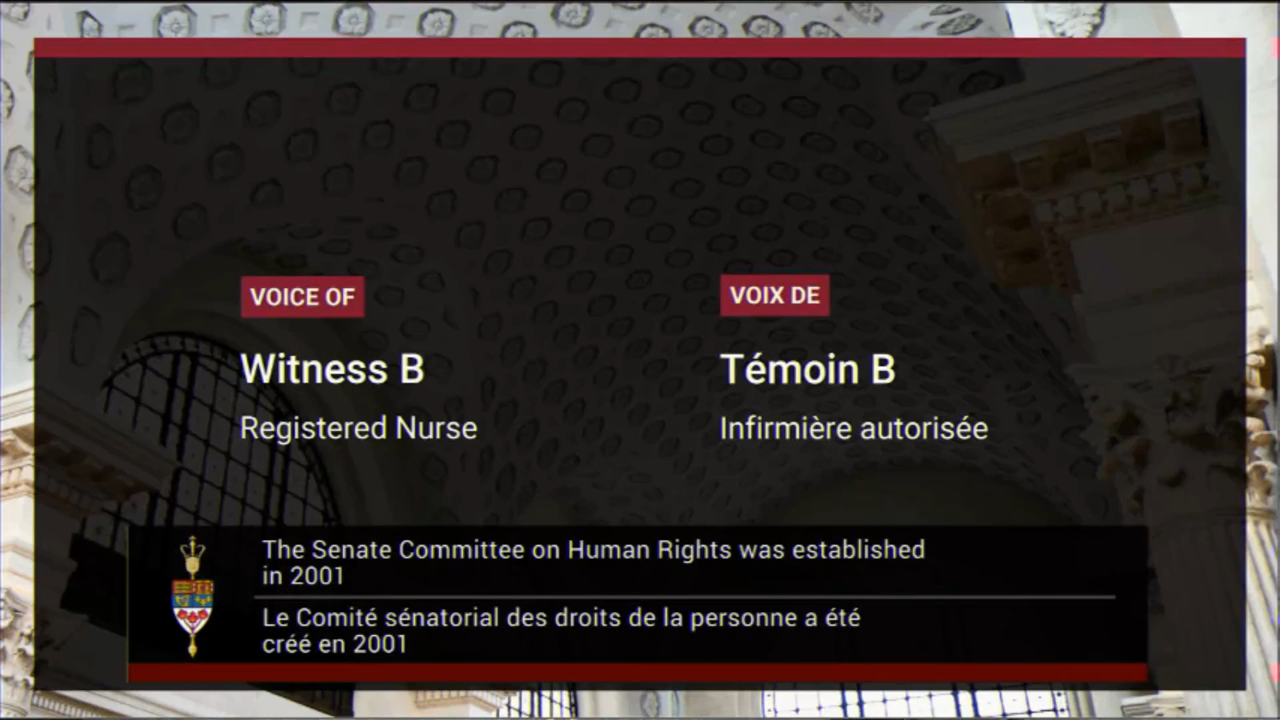 VOICE OF
Witness B
Registered Nurse
VOIX DE
Témoin B
Infirmière autorisée
The Senate Committee on Human Rights was established
in 2001
Le Comité sénatorial des droits de la personne a été
créé en 2001